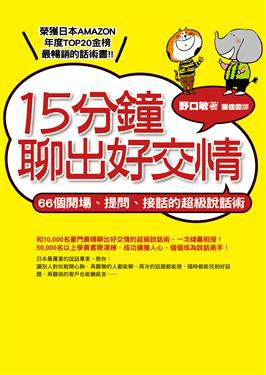 榮獲日本AMAZON
年度TOP20金榜
最暢銷的話術書!!
野口敏著 張佳雯譯
15分鐘
聊出好交情
66個開場、提問、接話的超級說話術
和10,000名豪門貴婦聊出好交情的超級說話術,一次傾囊相授!
50,000名以上學員實際演練,成功擄獲人心,個個成為說話高手!
日本最厲害的說話專家,教你:
讓別人對你敞開心胸、再難聊的人都能聊、再冷的話題都能接、隨時都能找到好話
題、再難搞的客戶也能變麻吉……